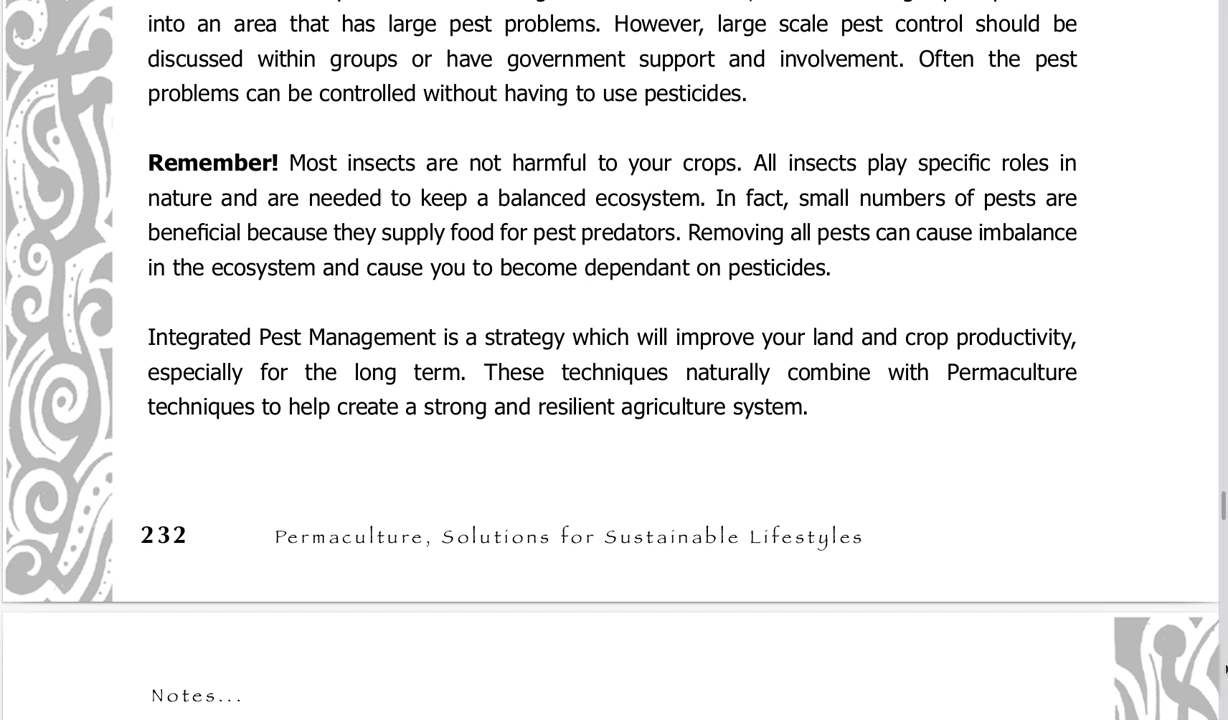 into an area that has large pest problems. However, large scale pest control should be
discussed within groups or have government support and involvement. Often the pest
problems can be controlled without having to use pesticides.
Remember! Most insects are not harmful to your crops. All insects play specific roles in
nature and are needed to keep a balanced ecosystem. In fact, small numbers of pests are
beneficial because they supply food for pest predators. Removing all pests can cause imbalance
in the ecosystem and cause you to become dependant on pesticides.
Integrated Pest Management is a strategy which will improve your land and crop productivity,
especially for the long term. These techniques naturally combine with Permaculture
techniques to help create a strong and resilient agriculture system.
232 Permaculture, Solutions for Sustainable Lifestyles
Notes...